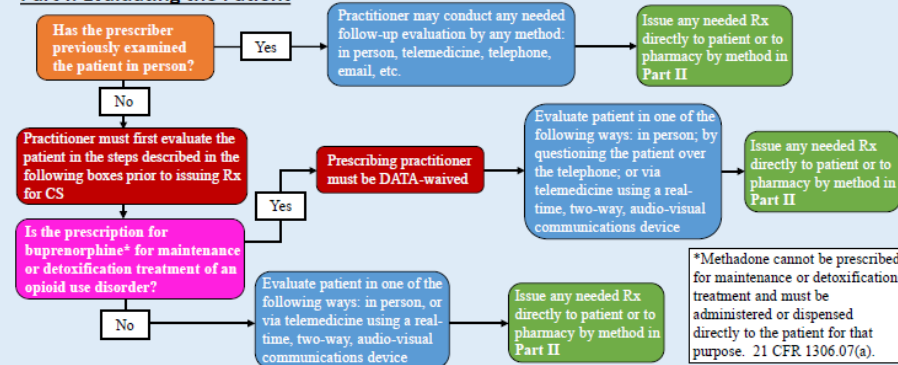 Part I: Evaluating the Patient
Has the prescriber
previously examined
the patient in person?
Yes
Practitioner may conduct any needed
follow-up evaluation by any method:
in person, telemedicine, telephone,
email, etc.
Issue any needed Rx
directly to patient or to
pharmacy by method in
Part II
No
Practitioner must first evaluate the
patient in the steps described in the
following boxes prior to issuing Rx
for CS
Yes
Prescribing practitioner
must be DATA-waived
Evaluate patient in one of the
following ways: in person; by
questioning the patient over
the telephone; or via
telemedicine using a real-
time, two-way, audio-visual
communications device
Issue any needed Rx
directly to patient or to
pharmacy by method in
Part II
Is the prescription for
buprenorphine* for maintenance
or detoxification treatment of an
opioid use disorder?
No
Evaluate patient in one of the
following ways: in person, or
via telemedicine using a real-
time, two-way, audio-visual
communications device
Issue any needed Rx
directly to patient or to
pharmacy by method in
Part II
*Methadone cannot be prescribed
for maintenance or detoxification
treatment and must be
administered or dispensed
directly to the patient for that
purpose. 21 CFR 1306.07(a).